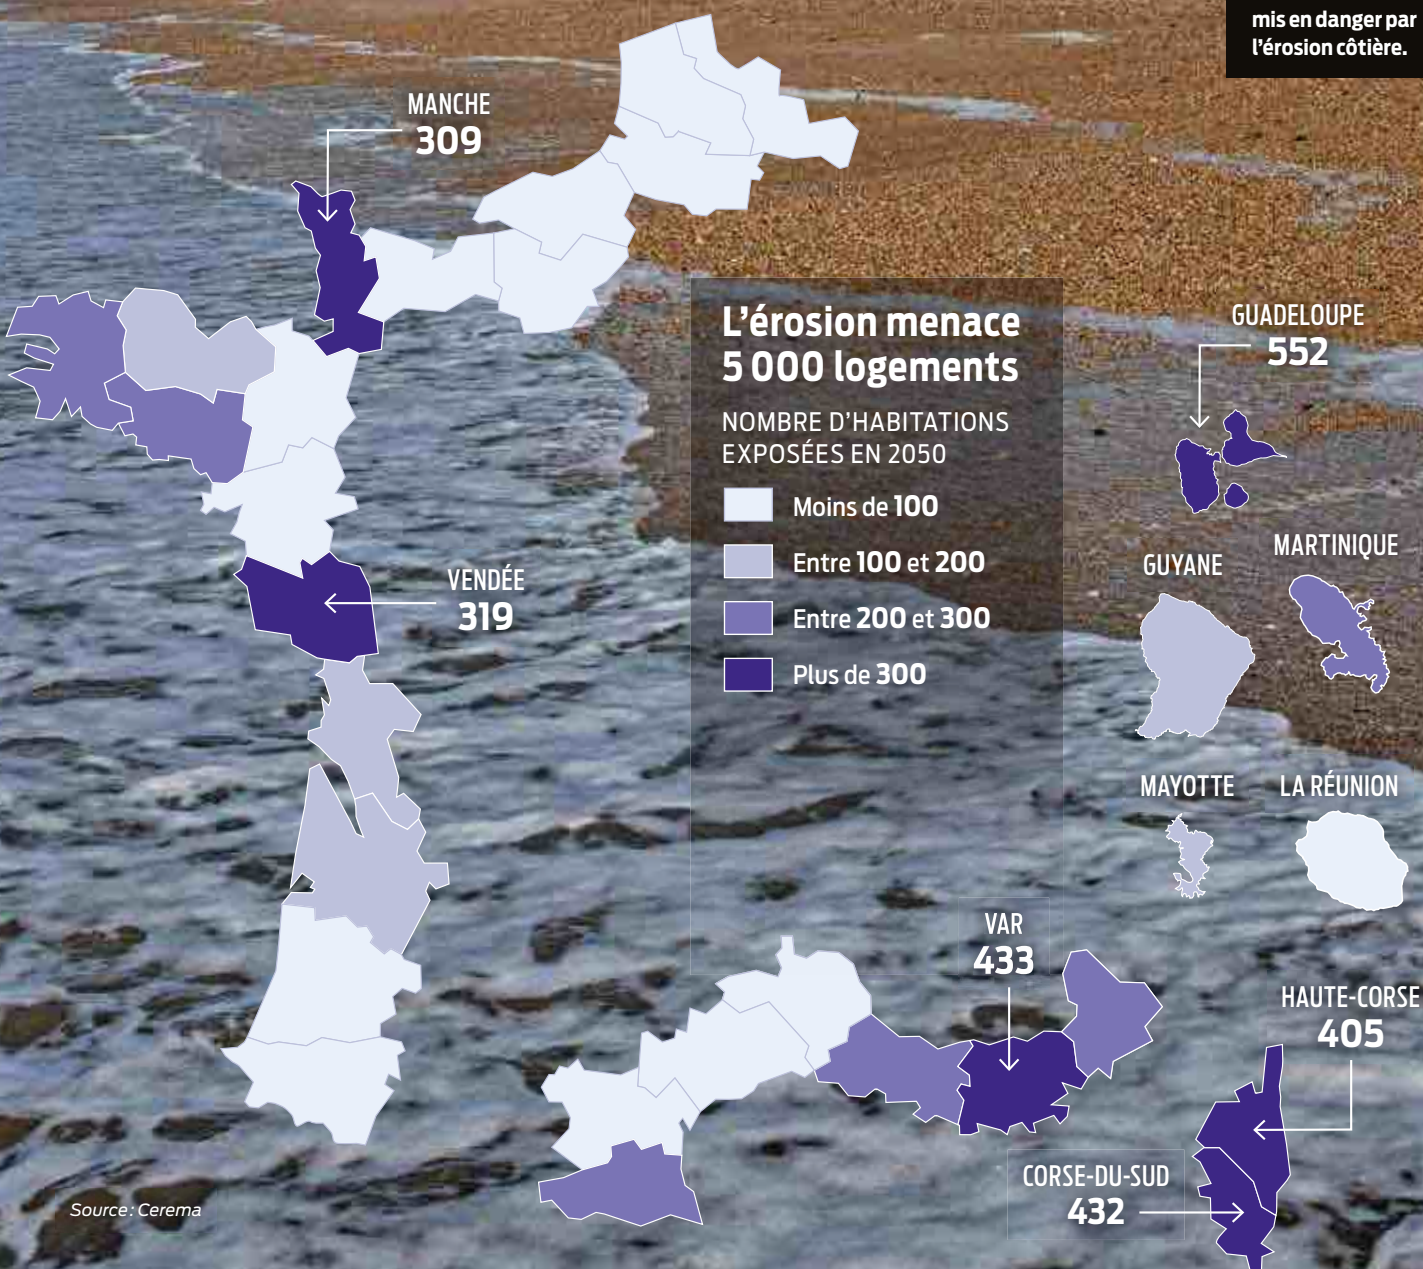 mis en danger par
l’érosion côtière.
MANCHE
309
L’érosion menace
5 000 logements
NOMBRE D’HABITATIONS
EXPOSÉES EN 2050
Moins de 100
Entre 100 et 200
Entre 200 et 300
Plus de 300
VENDÉE
319
GUADELOUPE
552
GUYANE
MARTINIQUE
MAYOTTE
LA RÉUNION
VAR
433
HAUTE-CORSE
405
CORSE-DU-SUD
432
Source : Cerema